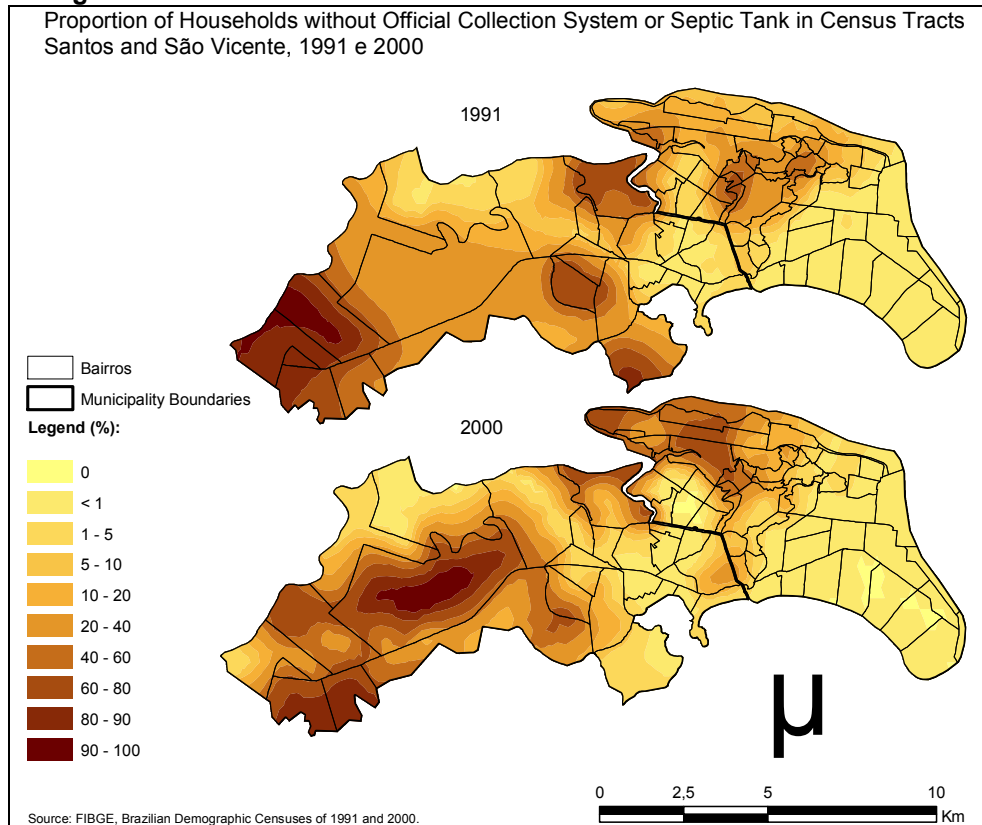 Proportion of Households without Official Collection System or Septic Tank in Census Tracts
Santos and São Vicente, 1991 e 2000
1991
Bairros
Municipality Boundaries
Legend (%):
2000
0
< 1
1 - 5
5 - 10
10 - 20
20 - 40
40 - 60
60 - 80
80 - 90
90 - 100
µ
0 2,5 5 10
Km
Source: FIBGE, Brazilian Demographic Censuses of 1991 and 2000.